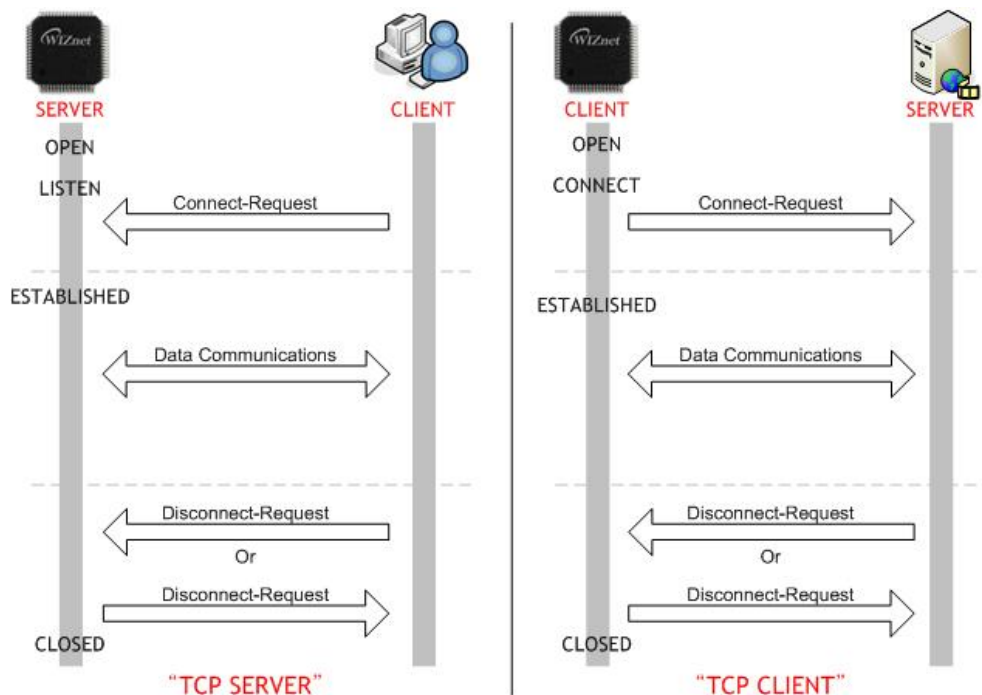 WIZnet
SERVER
CLIENT
OPEN
LISTEN
Connect-Request
ESTABLISHED
Data Communications
Disconnect-Request
Or
Disconnect-Request
CLOSED
“TCP SERVER”
WIZnet
CLIENT
SERVER
OPEN
CONNECT
Connect-Request
ESTABLISHED
Data Communications
Disconnect-Request
Or
Disconnect-Request
CLOSED
“TCP CLIENT”